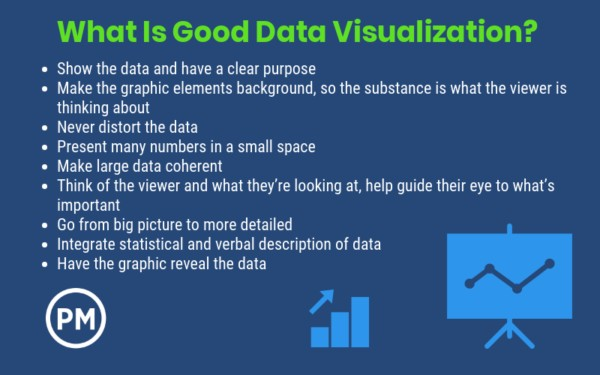 What Is Good Data Visualization?
• Show the data and have a clear purpose
• Make the graphic elements background, so the substance is what the viewer is
thinking about
• Never distort the data
• Present many numbers in a small space
• Make large data coherent
• Think of the viewer and what they’re looking at, help guide their eye to what’s
important
• Go from big picture to more detailed
• Integrate statistical and verbal description of data
• Have the graphic reveal the data
PM